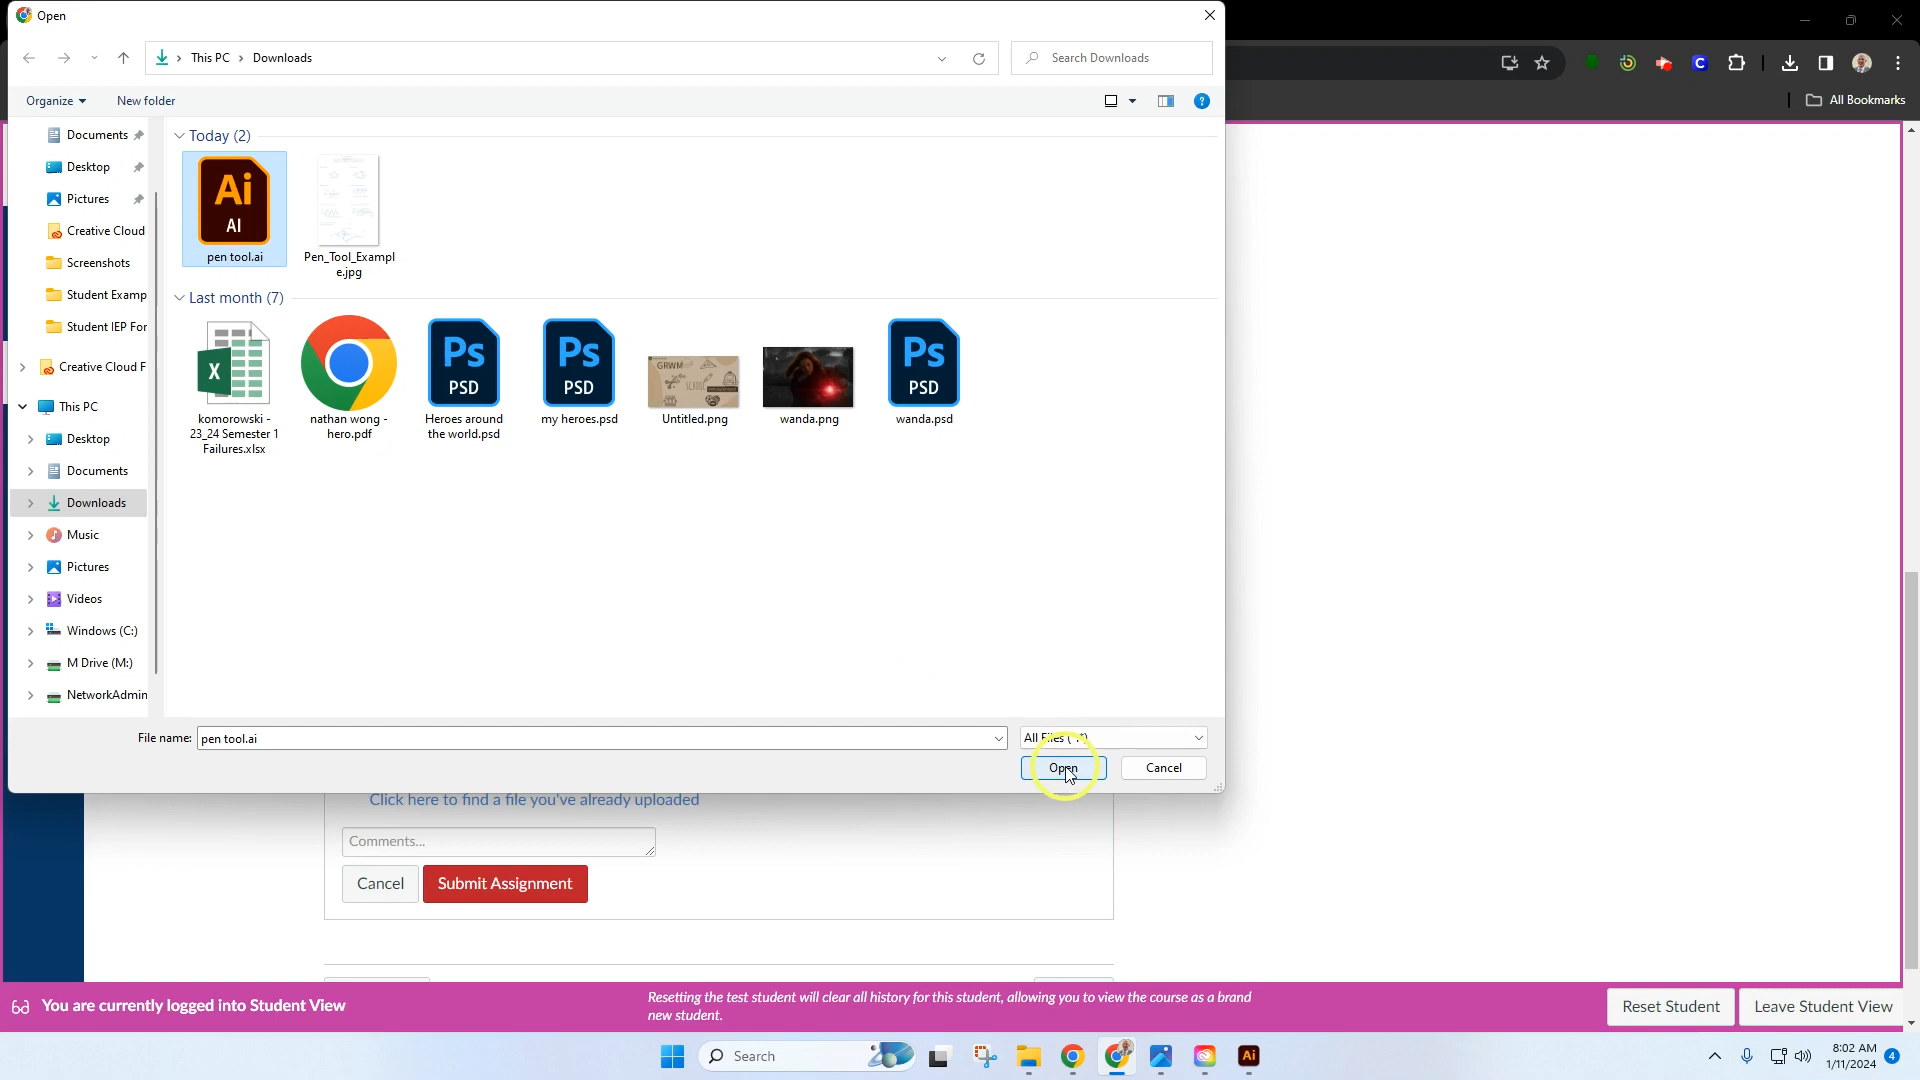 Open
This PC > Downloads
Search Downloads
All Bookmarks
Organize
New folder
Documents
Desktop
Pictures
Creative Cloud
Screenshots
Student Examp
Student IEP For
Creative Cloud F
This PC
Desktop
Documents
Downloads
Music
Pictures
Videos
Windows (C:)
M Drive (M:)
NetworkAdmin
Today (2)
Ai
AI
pen tool.ai
Pen_Tool_Exampl
e.jpg
Last month (7)
X
komorowski -
23_24 Semester 1
Failures.xlsx
nathan wong -
hero.pdf
Ps
PSD
Heroes around
the world.psd
Ps
PSD
my heroes.psd
GRWM
Untitled.png
wanda.png
Ps
PSD
wanda.psd
File name:
pen tool.ai
All Files (*.*)
Open
Cancel
Click here to find a file you've already uploaded
Comments...
Cancel
Submit Assignment
You are currently logged into Student View
Resetting the test student will clear all history for this student, allowing you to view the course as a brand
new student.
Reset Student
Leave Student View
Search
Ai
8:02 AM
1/11/2024
4